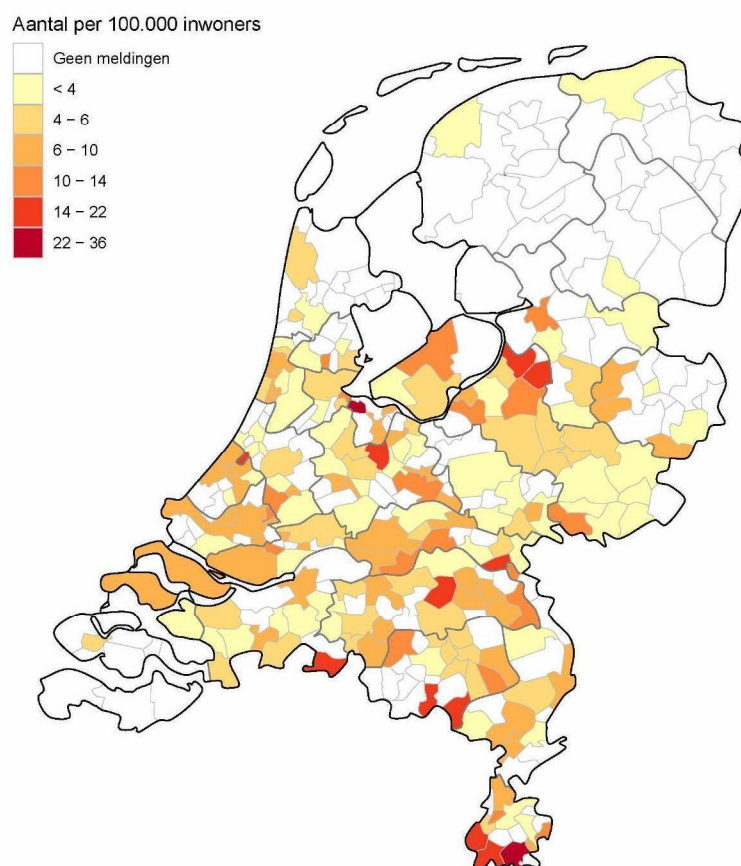 Aantal per 100.000 inwoners
Geen meldingen
< 4
4 – 6
6 – 10
10 – 14
14 – 22
22 – 36